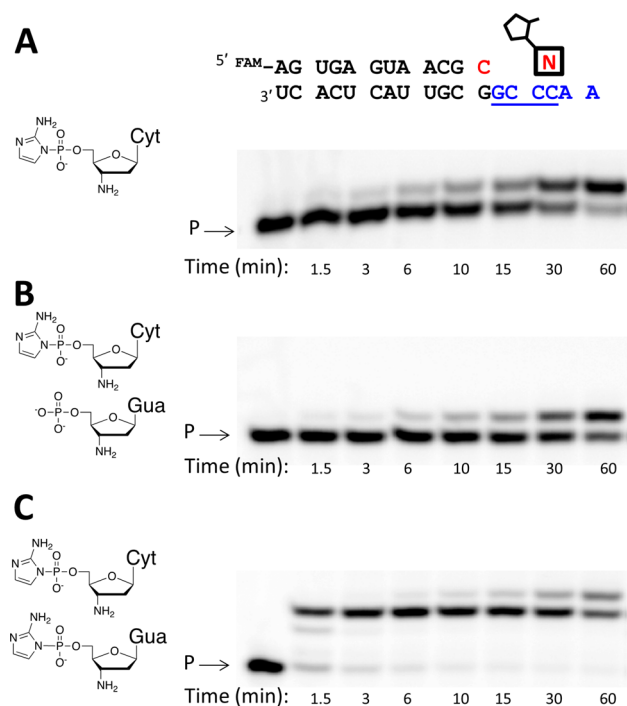 A
5' FAM-AG UGA GUA ACG C
N
3' UC ACU CAU UGC GGC CCA A
NH₂
Cyt
N
N-P-O
O
O⁻
O
NH₂
P →
Time (min): 1.5 3 6 10 15 30 60
B
NH₂
Cyt
N
N-P-O
O
O⁻
O
NH₂
Gua
⁻O-P-O
O
O⁻
O
NH₂
P →
Time (min): 1.5 3 6 10 15 30 60
C
NH₂
Cyt
N
N-P-O
O
O⁻
O
NH₂
NH₂
Gua
N
N-P-O
O
O⁻
O
NH₂
P →
Time (min): 1.5 3 6 10 15 30 60